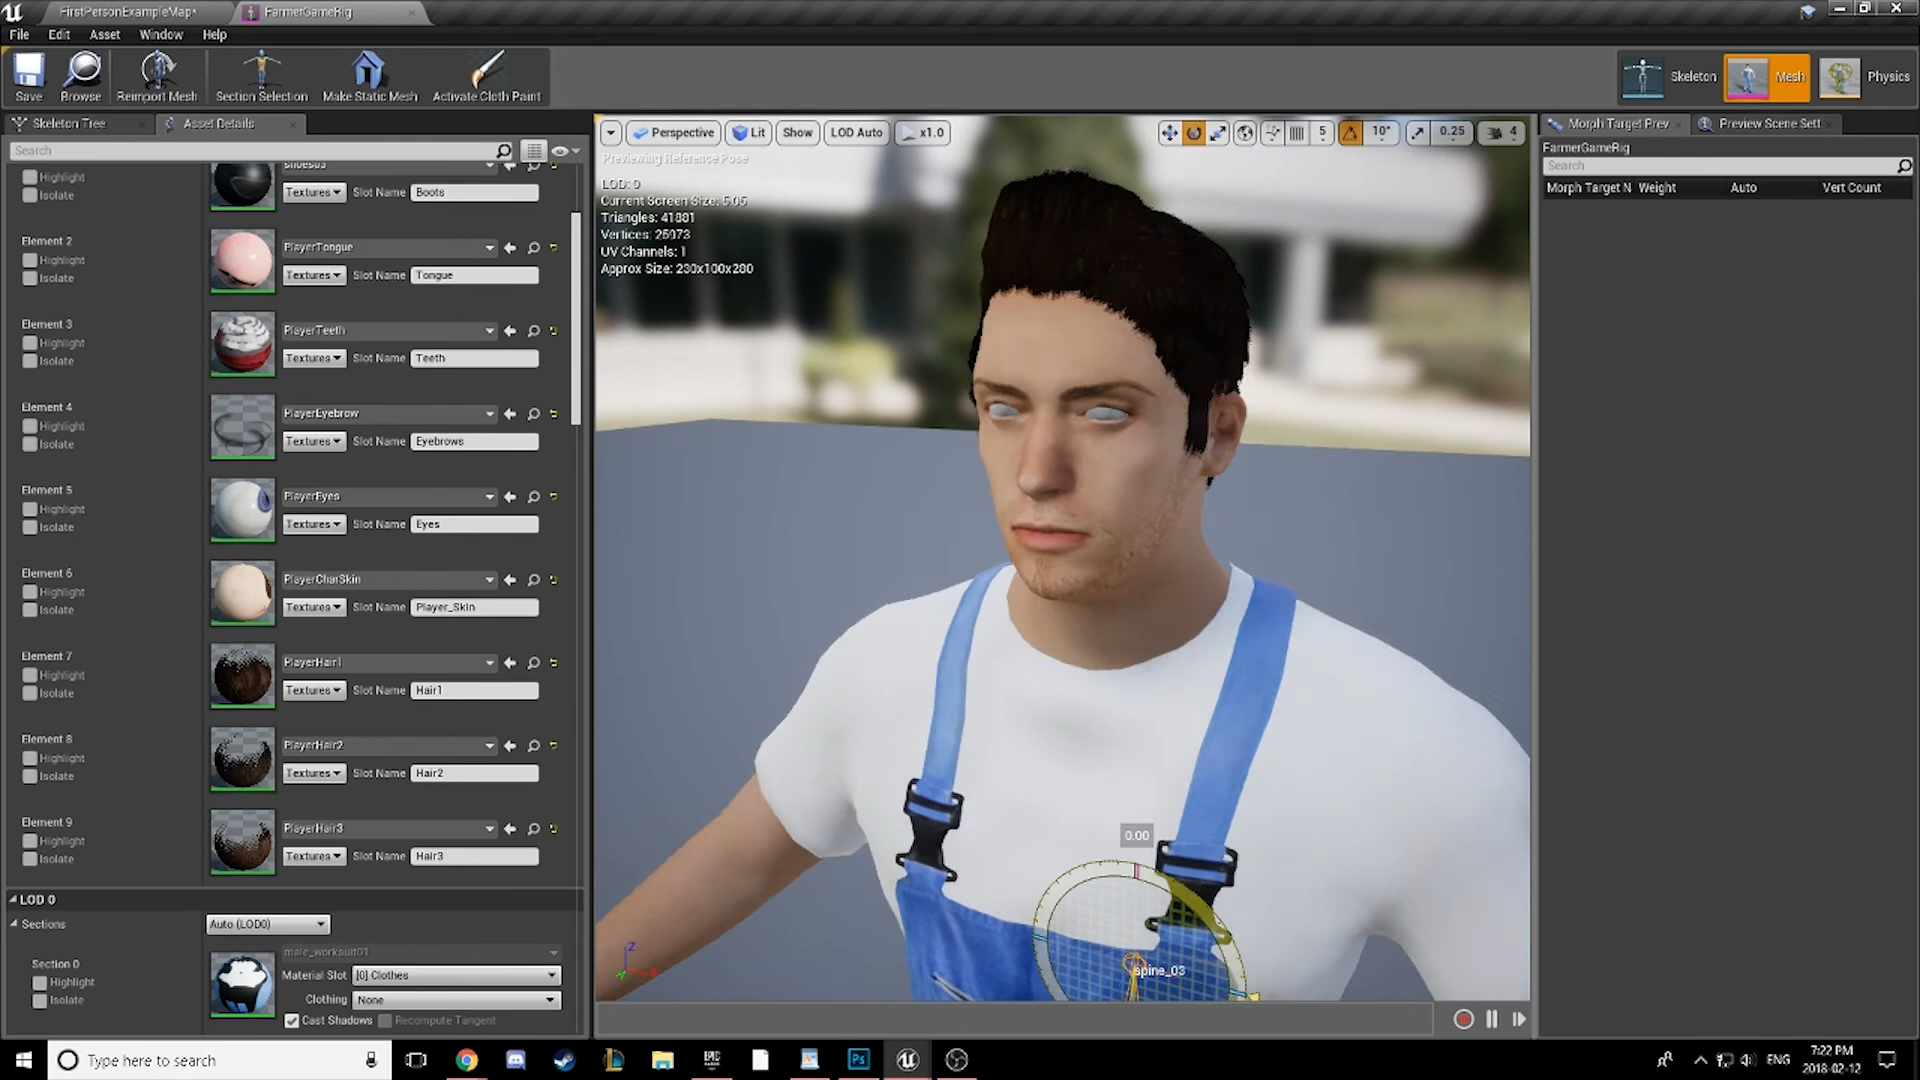 FirstPersonExampleMap*
FarmerGameRig
File Edit Asset Window Help
Save
Browse
Reimport Mesh
Section Selection
Make Static Mesh
Activate Cloth Paint
Skeleton
Mesh
Physics
Skeleton Tree
Asset Details
Search
Highlight
Isolate
shoes03
Textures Slot Name Boots
Element 2
Highlight
Isolate
PlayerTongue
Textures Slot Name Tongue
Element 3
Highlight
Isolate
PlayerTeeth
Textures Slot Name Teeth
Element 4
Highlight
Isolate
PlayerEyebrow
Textures Slot Name Eyebrows
Element 5
Highlight
Isolate
PlayerEyes
Textures Slot Name Eyes
Element 6
Highlight
Isolate
PlayerCharSkin
Textures Slot Name Player_Skin
Element 7
Highlight
Isolate
PlayerHair1
Textures Slot Name Hair1
Element 8
Highlight
Isolate
PlayerHair2
Textures Slot Name Hair2
Element 9
Highlight
Isolate
PlayerHair3
Textures Slot Name Hair3
LOD 0
Sections
Auto (LOD0)
Section 0
Highlight
Isolate
male_worksuit01
Material Slot [0] Clothes
Clothing None
Cast Shadows Recompute Tangent
Perspective Lit Show LOD Auto x1.0
5 10° 0.25 4
Previewing Reference Pose
LOD: 0
Current Screen Size: 5.05
Triangles: 41881
Vertices: 25973
UV Channels: 1
Approx Size: 230x100x280
0.00
spine_03
Z
Morph Target Prev
Preview Scene Sett
FarmerGameRig
Search
Morph Target N Weight Auto Vert Count
Type here to search
EPIC
Ps
ENG
7:22 PM
2018-02-12